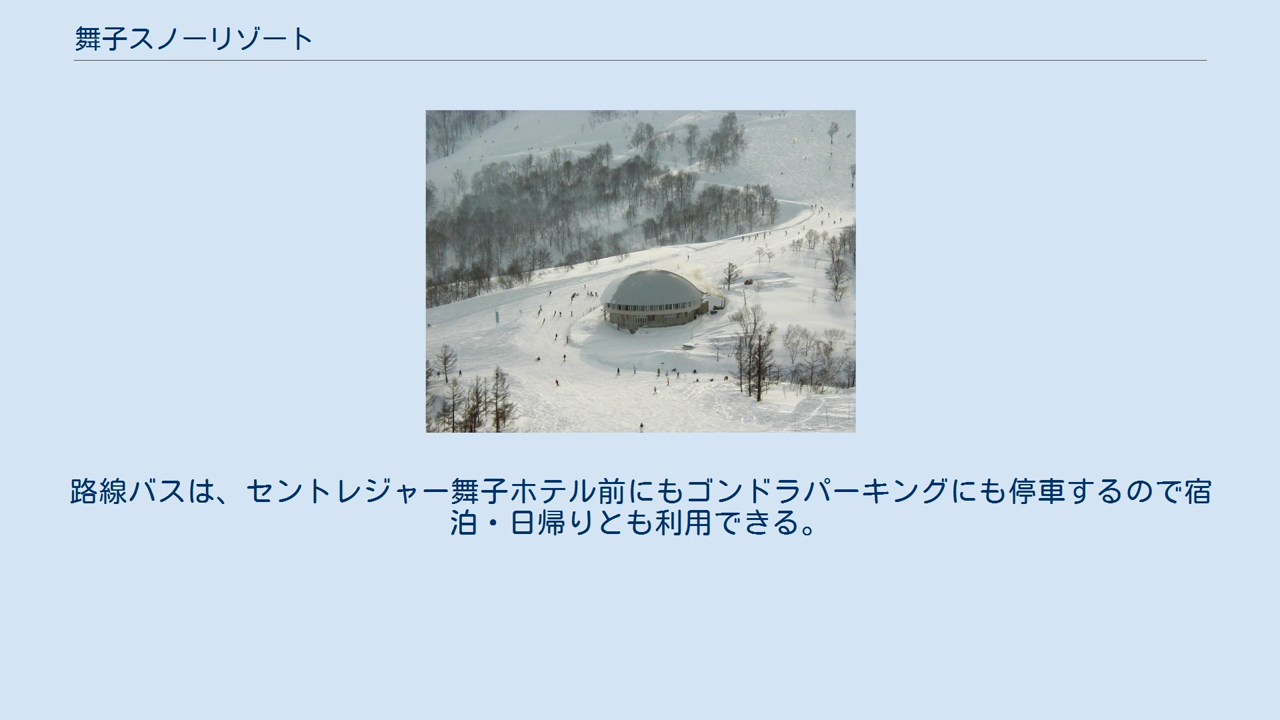 舞子スノーリゾート
路線バスは、セントレジャー舞子ホテル前にもゴンドラパーキングにも停車するので宿
泊・日帰りとも利用できる。